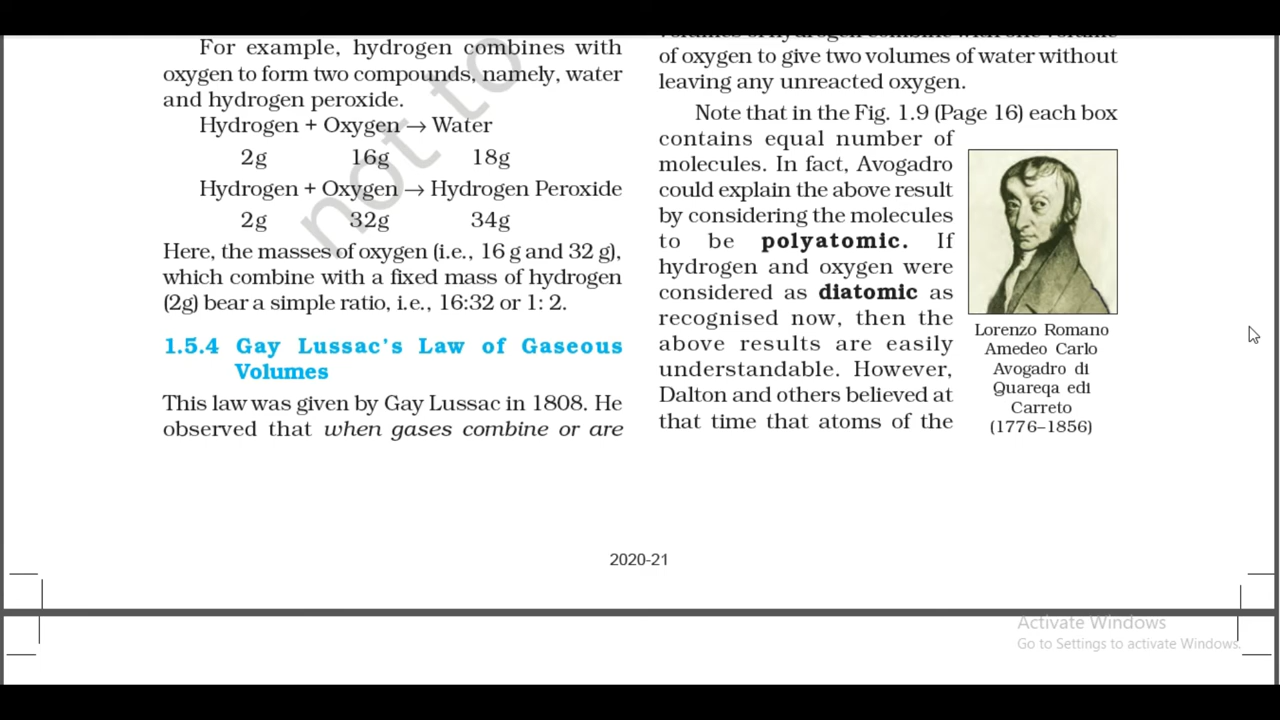 For example, hydrogen combines with
oxygen to form two compounds, namely, water
and hydrogen peroxide.
Hydrogen + Oxygen → Water
2g 16g 18g
Hydrogen + Oxygen → Hydrogen Peroxide
2g 32g 34g
Here, the masses of oxygen (i.e., 16 g and 32 g),
which combine with a fixed mass of hydrogen
(2g) bear a simple ratio, i.e., 16:32 or 1: 2.
1.5.4 Gay Lussac's Law of Gaseous
Volumes
This law was given by Gay Lussac in 1808. He
observed that when gases combine or are
volumes of hydrogen combine with one volume
of oxygen to give two volumes of water without
leaving any unreacted oxygen.
Note that in the Fig. 1.9 (Page 16) each box
contains equal number of
molecules. In fact, Avogadro
could explain the above result
by considering the molecules
to be polyatomic. If
hydrogen and oxygen were
considered as diatomic as
recognised now, then the
above results are easily
understandable. However,
Dalton and others believed at
that time that atoms of the
Lorenzo Romano
Amedeo Carlo
Avogadro di
Quareqa edi
Carreto
(1776–1856)
not to
2020-21
Activate Windows
Go to Settings to activate Windows.